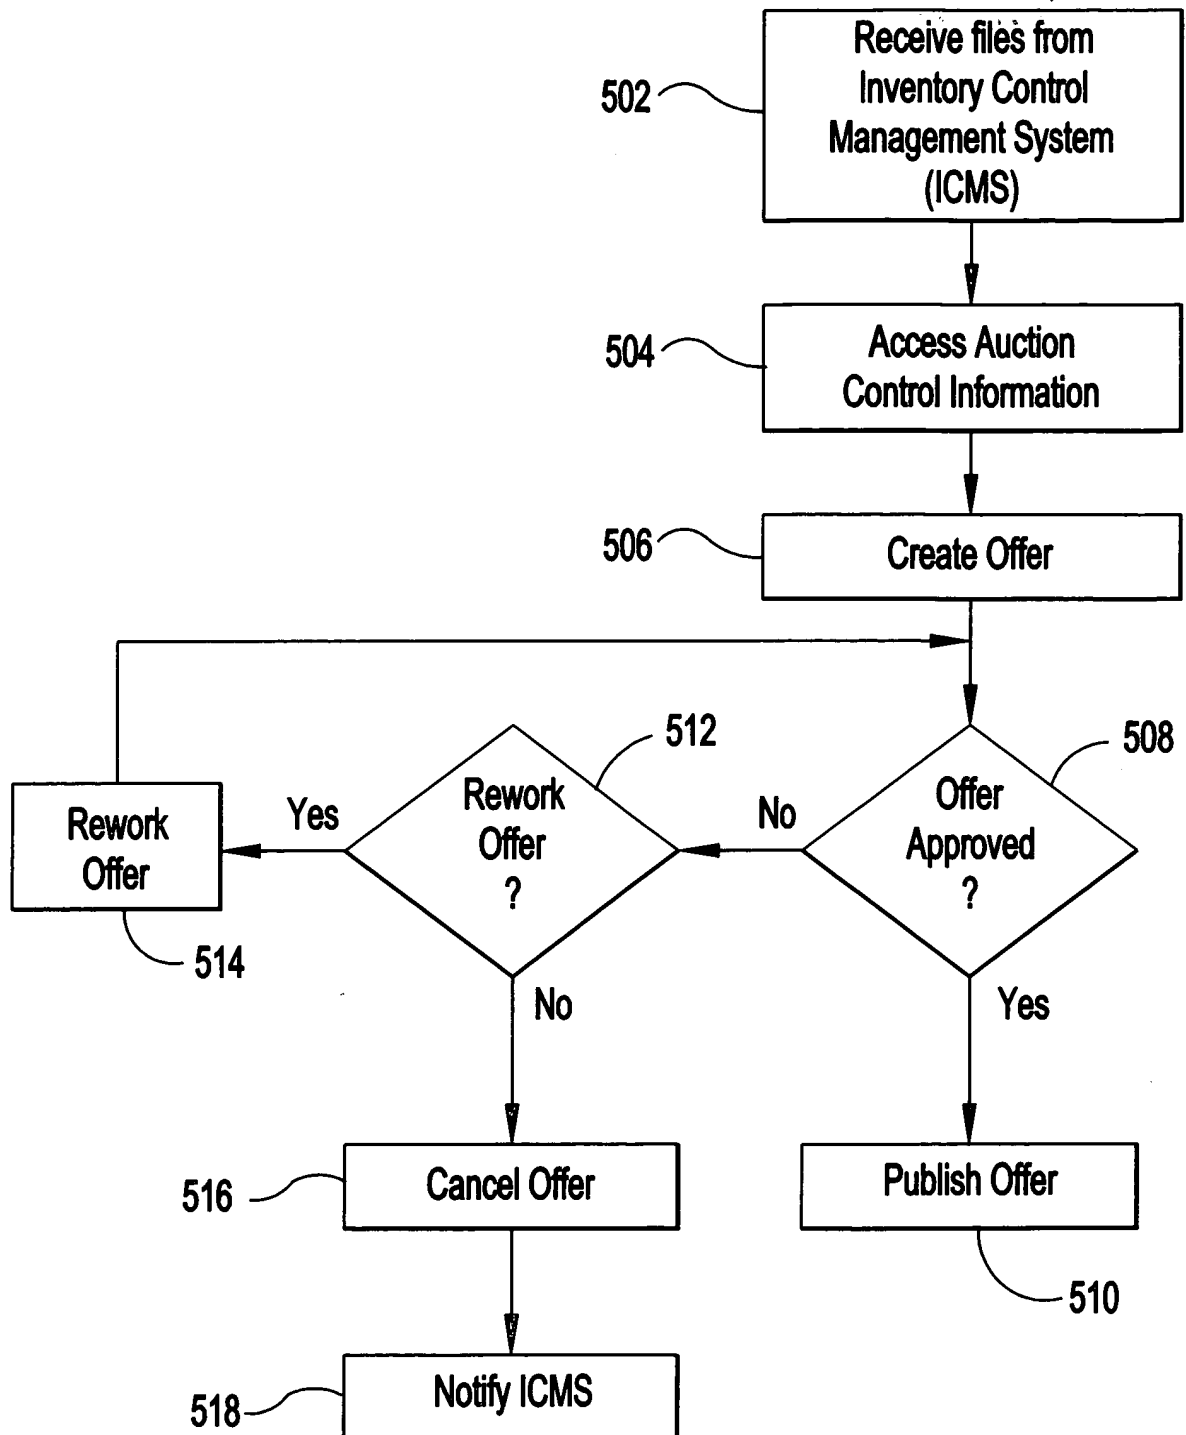 Receive files from
Inventory Control
Management System
(ICMS)
502
Access Auction
Control Information
504
Create Offer
506
Offer
Approved
?
508
No
Yes
Rework
Offer
?
512
Yes
No
Rework
Offer
514
Cancel Offer
516
Publish Offer
510
Notify ICMS
518